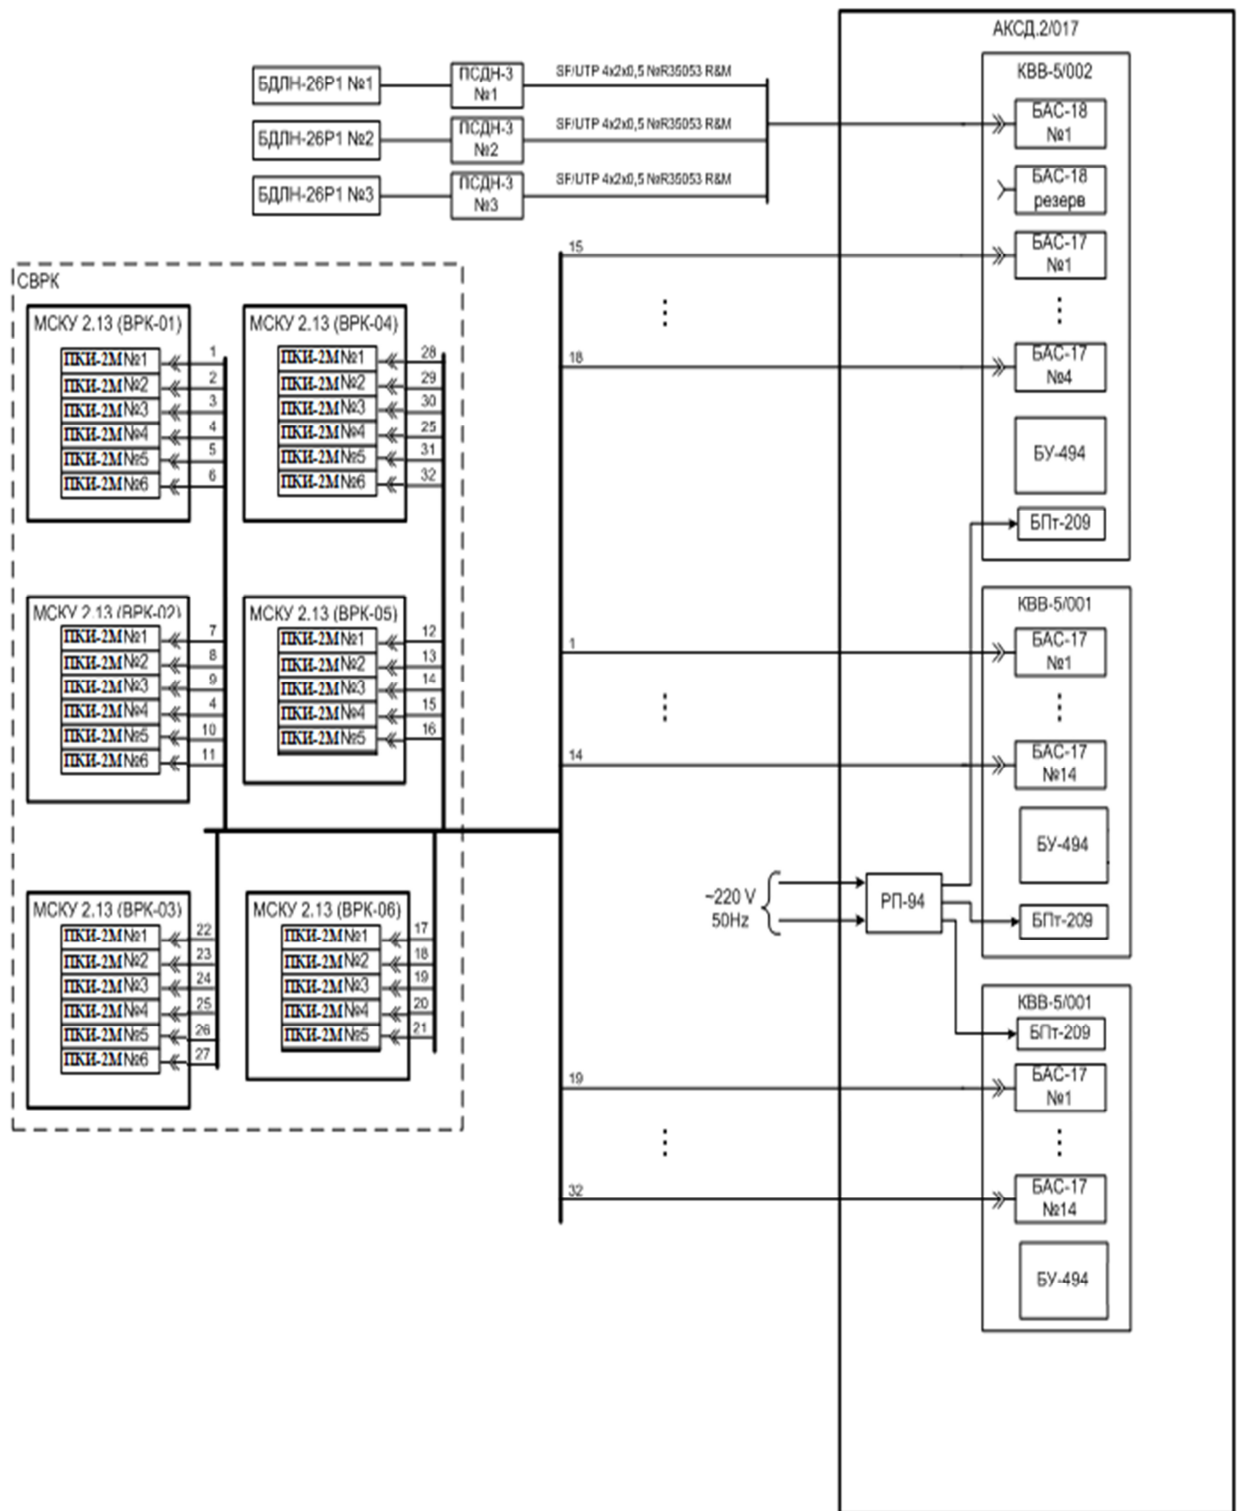 АКСД.2/017
КВВ-5/002
БДЛН-26Р1 №1
ПСДН-3
№1
SF/UTP 4x2x0,5 №R35053 R&M
БАС-18
№1
БДЛН-26Р1 №2
ПСДН-3
№2
SF/UTP 4x2x0,5 №R35053 R&M
БДЛН-26Р1 №3
ПСДН-3
№3
SF/UTP 4x2x0,5 №R35053 R&M
БАС-18
резерв
15
БАС-17
№1
18
БАС-17
№4
БУ-494
БПт-209
СВРК
МСКУ 2.13 (ВРК-01)
ПКИ-2М№1 1
ПКИ-2М№2 2
ПКИ-2М№3 3
ПКИ-2М№4 4
ПКИ-2М№5 5
ПКИ-2М№6 6
МСКУ 2.13 (ВРК-04)
ПКИ-2М№1 28
ПКИ-2М№2 29
ПКИ-2М№3 30
ПКИ-2М№4 25
ПКИ-2М№5 31
ПКИ-2М№6 32
МСКУ 2.13 (ВРК-02)
ПКИ-2М№1 7
ПКИ-2М№2 8
ПКИ-2М№3 9
ПКИ-2М№4 4
ПКИ-2М№5 10
ПКИ-2М№6 11
МСКУ 2.13 (ВРК-05)
ПКИ-2М№1 12
ПКИ-2М№2 13
ПКИ-2М№3 14
ПКИ-2М№4 15
ПКИ-2М№5 16
КВВ-5/001
1
БАС-17
№1
14
БАС-17
№14
БУ-494
~220 V
50Hz
РП-94
БПт-209
МСКУ 2.13 (ВРК-03)
ПКИ-2М№1 22
ПКИ-2М№2 23
ПКИ-2М№3 24
ПКИ-2М№4 25
ПКИ-2М№5 26
ПКИ-2М№6 27
МСКУ 2.13 (ВРК-06)
ПКИ-2М№1 17
ПКИ-2М№2 18
ПКИ-2М№3 19
ПКИ-2М№4 20
ПКИ-2М№5 21
КВВ-5/001
БПт-209
19
БАС-17
№1
32
БАС-17
№14
БУ-494